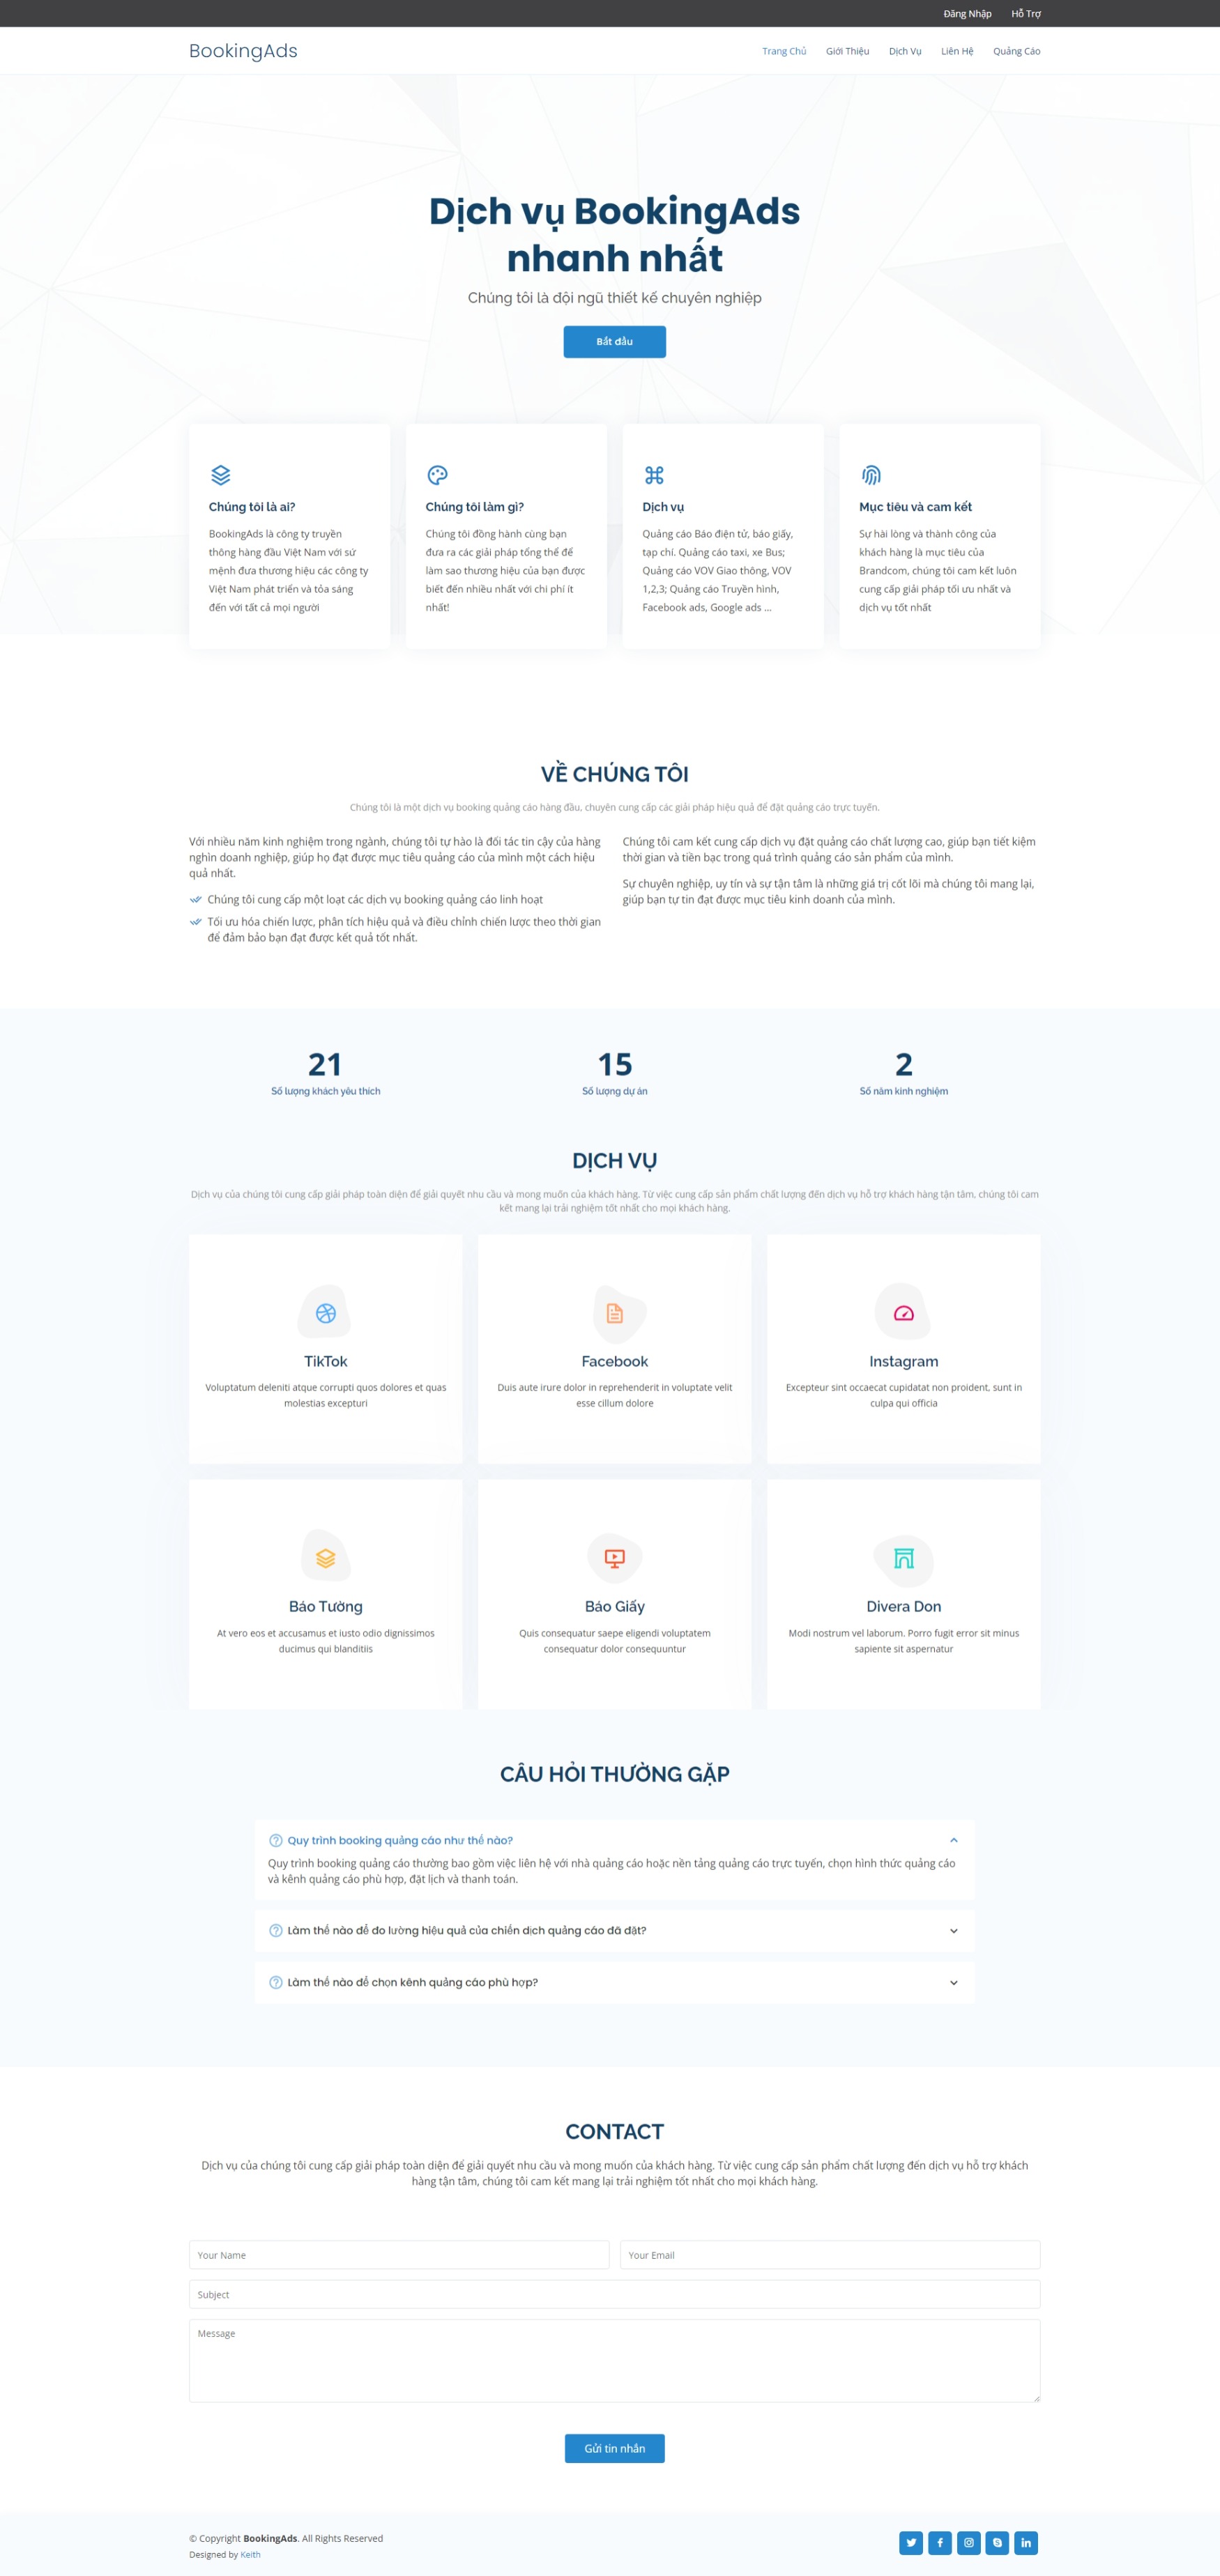 Đăng Nhập Hỗ Trợ
BookingAds
Trang Chủ Giới Thiệu Dịch Vụ Liên Hệ Quảng Cáo
Dịch vụ BookingAds
nhanh nhất
Chúng tôi là đội ngũ thiết kế chuyên nghiệp
Bắt đầu
Chúng tôi là ai?
BookingAds là công ty truyền
thông hàng đầu Việt Nam với sứ
mệnh đưa thương hiệu các công ty
Việt Nam phát triển và tỏa sáng
đến với tất cả mọi người
Chúng tôi làm gì?
Chúng tôi đồng hành cùng bạn
đưa ra các giải pháp tổng thể để
làm sao thương hiệu của bạn được
biết đến nhiều nhất với chi phí ít
nhất!
Dịch vụ
Quảng cáo Báo điện tử, báo giấy,
tạp chí. Quảng cáo taxi, xe Bus;
Quảng cáo VOV Giao thông, VOV
1,2,3; Quảng cáo Truyền hình,
Facebook ads, Google ads ...
Mục tiêu và cam kết
Sự hài lòng và thành công của
khách hàng là mục tiêu của
Brandcom, chúng tôi cam kết luôn
cung cấp giải pháp tối ưu nhất và
dịch vụ tốt nhất
VỀ CHÚNG TÔI
Chúng tôi là một dịch vụ booking quảng cáo hàng đầu, chuyên cung cấp các giải pháp hiệu quả để đặt quảng cáo trực tuyến.
Với nhiều năm kinh nghiệm trong ngành, chúng tôi tự hào là đối tác tin cậy của hàng
nghìn doanh nghiệp, giúp họ đạt được mục tiêu quảng cáo của mình một cách hiệu
quả nhất.
Chúng tôi cung cấp một loạt các dịch vụ booking quảng cáo linh hoạt
Tối ưu hóa chiến lược, phân tích hiệu quả và điều chỉnh chiến lược theo thời gian
để đảm bảo bạn đạt được kết quả tốt nhất.
Chúng tôi cam kết cung cấp dịch vụ đặt quảng cáo chất lượng cao, giúp bạn tiết kiệm
thời gian và tiền bạc trong quá trình quảng cáo sản phẩm của mình.
Sự chuyên nghiệp, uy tín và sự tận tâm là những giá trị cốt lõi mà chúng tôi mang lại,
giúp bạn tự tin đạt được mục tiêu kinh doanh của mình.
21
Số lượng khách yêu thích
15
Số lượng dự án
2
Số năm kinh nghiệm
DỊCH VỤ
Dịch vụ của chúng tôi cung cấp giải pháp toàn diện để giải quyết nhu cầu và mong muốn của khách hàng. Từ việc cung cấp sản phẩm chất lượng đến dịch vụ hỗ trợ khách hàng tận tâm, chúng tôi cam
kết mang lại trải nghiệm tốt nhất cho mọi khách hàng.
TikTok
Voluptatum deleniti atque corrupti quos dolores et quas
molestias excepturi
Facebook
Duis aute irure dolor in reprehenderit in voluptate velit
esse cillum dolore
Instagram
Excepteur sint occaecat cupidatat non proident, sunt in
culpa qui officia
Báo Tường
At vero eos et accusamus et iusto odio dignissimos
ducimus qui blanditiis
Báo Giấy
Quis consequatur saepe eligendi voluptatem
consequatur dolor consequuntur
Divera Don
Modi nostrum vel laborum. Porro fugit error sit minus
sapiente sit aspernatur
CÂU HỎI THƯỜNG GẶP
Quy trình booking quảng cáo như thế nào?
Quy trình booking quảng cáo thường bao gồm việc liên hệ với nhà quảng cáo hoặc nền tảng quảng cáo trực tuyến, chọn hình thức quảng cáo
và kênh quảng cáo phù hợp, đặt lịch và thanh toán.
Làm thế nào để đo lường hiệu quả của chiến dịch quảng cáo đã đặt?
Làm thế nào để chọn kênh quảng cáo phù hợp?
CONTACT
Dịch vụ của chúng tôi cung cấp giải pháp toàn diện để giải quyết nhu cầu và mong muốn của khách hàng. Từ việc cung cấp sản phẩm chất lượng đến dịch vụ hỗ trợ khách
hàng tận tâm, chúng tôi cam kết mang lại trải nghiệm tốt nhất cho mọi khách hàng.
Your Name
Your Email
Subject
Message
Gửi tin nhắn
© Copyright BookingAds. All Rights Reserved
Designed by Keith